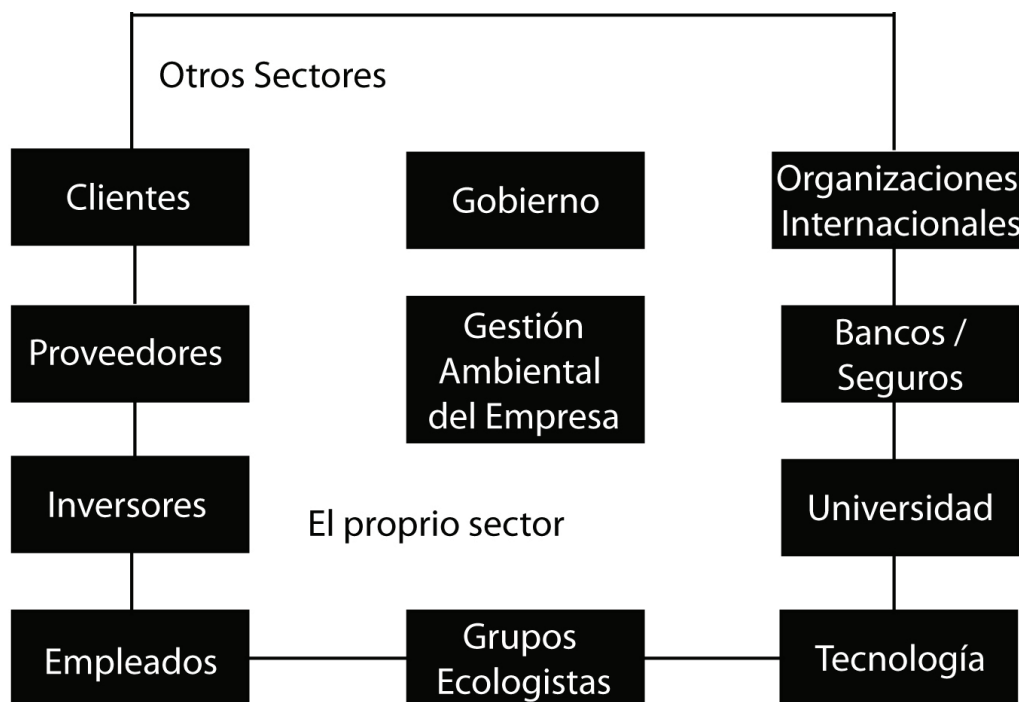 Otros Sectores
Clientes
Gobierno
Organizaciones
Internacionales
Proveedores
Gestión
Ambiental
del Empresa
Bancos /
Seguros
Inversores
El proprio sector
Universidad
Empleados
Grupos
Ecologistas
Tecnología